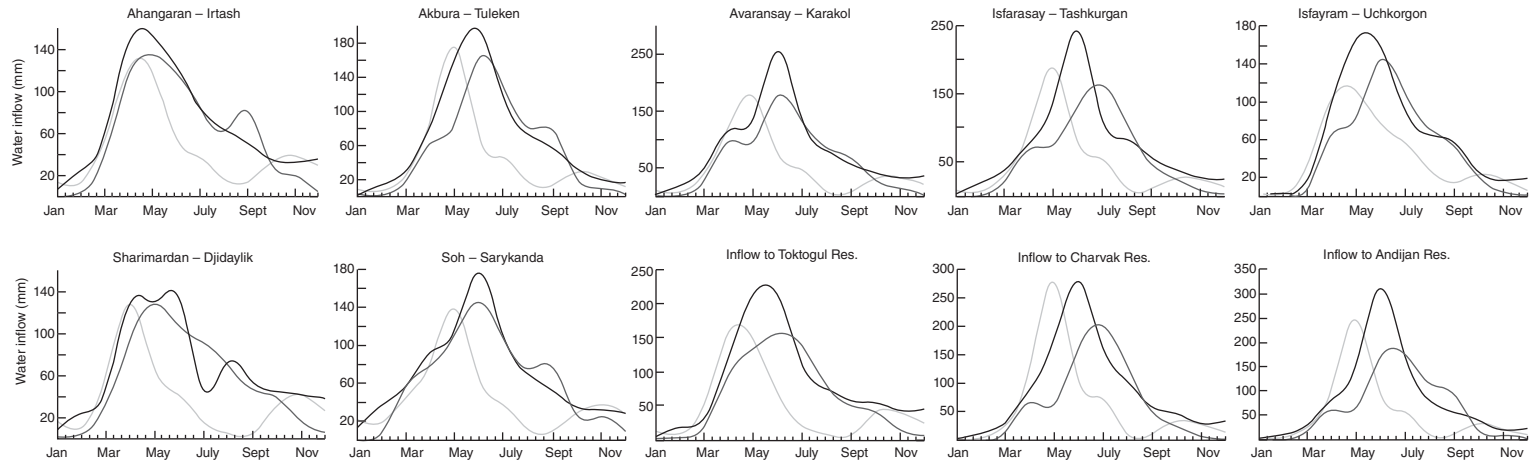 Ahangaran – Irtash
Akbura – Tuleken
Avaransay – Karakol
Isfarasay – Tashkurgan
Isfayram – Uchkorgon
Water inflow (mm)
140
100
60
20
Jan Mar May July Sept Nov
180
140
100
60
20
Jan Mar May July Sept Nov
250
150
50
Jan Mar May July Sept Nov
250
150
50
Jan Mar May July Sept Nov
180
140
100
60
20
Jan Mar May July Sept Nov
Sharimardan – Djidaylik
Soh – Sarykanda
Inflow to Toktogul Res.
Inflow to Charvak Res.
Inflow to Andijan Res.
Water inflow (mm)
140
100
60
20
Jan Mar May July Sept Nov
180
140
100
60
20
Jan Mar May July Sept Nov
250
200
150
100
50
Jan Mar May July Sept Nov
300
250
200
150
100
50
Jan Mar May July Sept Nov
350
300
250
200
150
100
50
Jan Mar May July Sept Nov